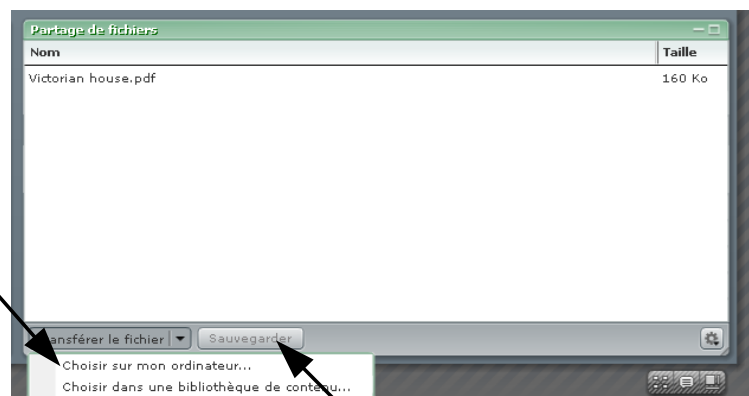 Partage de fichiers
Nom Taille
Victorian house.pdf 160 Ko
le fichier Sauvegarder
Choisir sur mon ordinateur...
Choisir dans une bibliothèque de contenu...